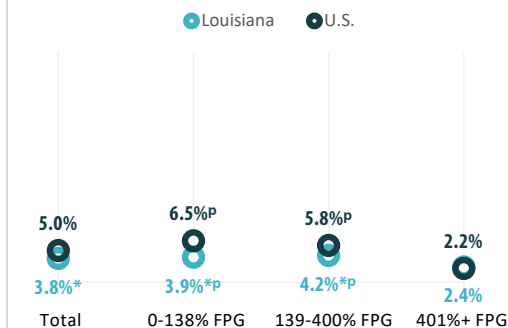 Louisiana U.S.
6.5%ᵖ
5.8%ᵖ
5.0%
2.2%
3.8%*
3.9%*ᵖ
4.2%*ᵖ
2.4%
Total 0-138% FPG 139-400% FPG 401%+ FPG